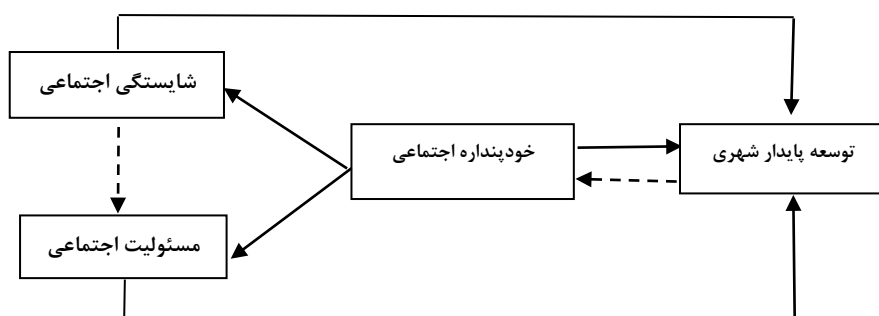 شایستگی اجتماعی
خودپنداره اجتماعی
توسعه پایدار شهری
مسئولیت اجتماعی